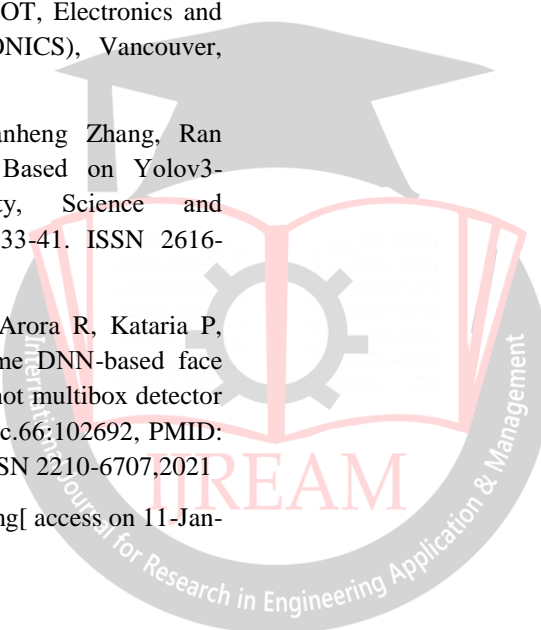 OT, Electronics and
ONICS), Vancouver,
anheng Zhang, Ran
Based on Yolov3-
ty, Science and
33-41. ISSN 2616-
Arora R, Kataria P,
me DNN-based face
hot multibox detector
c.66:102692, PMID:
SN 2210-6707,2021
ng[ access on 11-Jan-
International Journal for Research in Engineering Application & Management
IJREAM